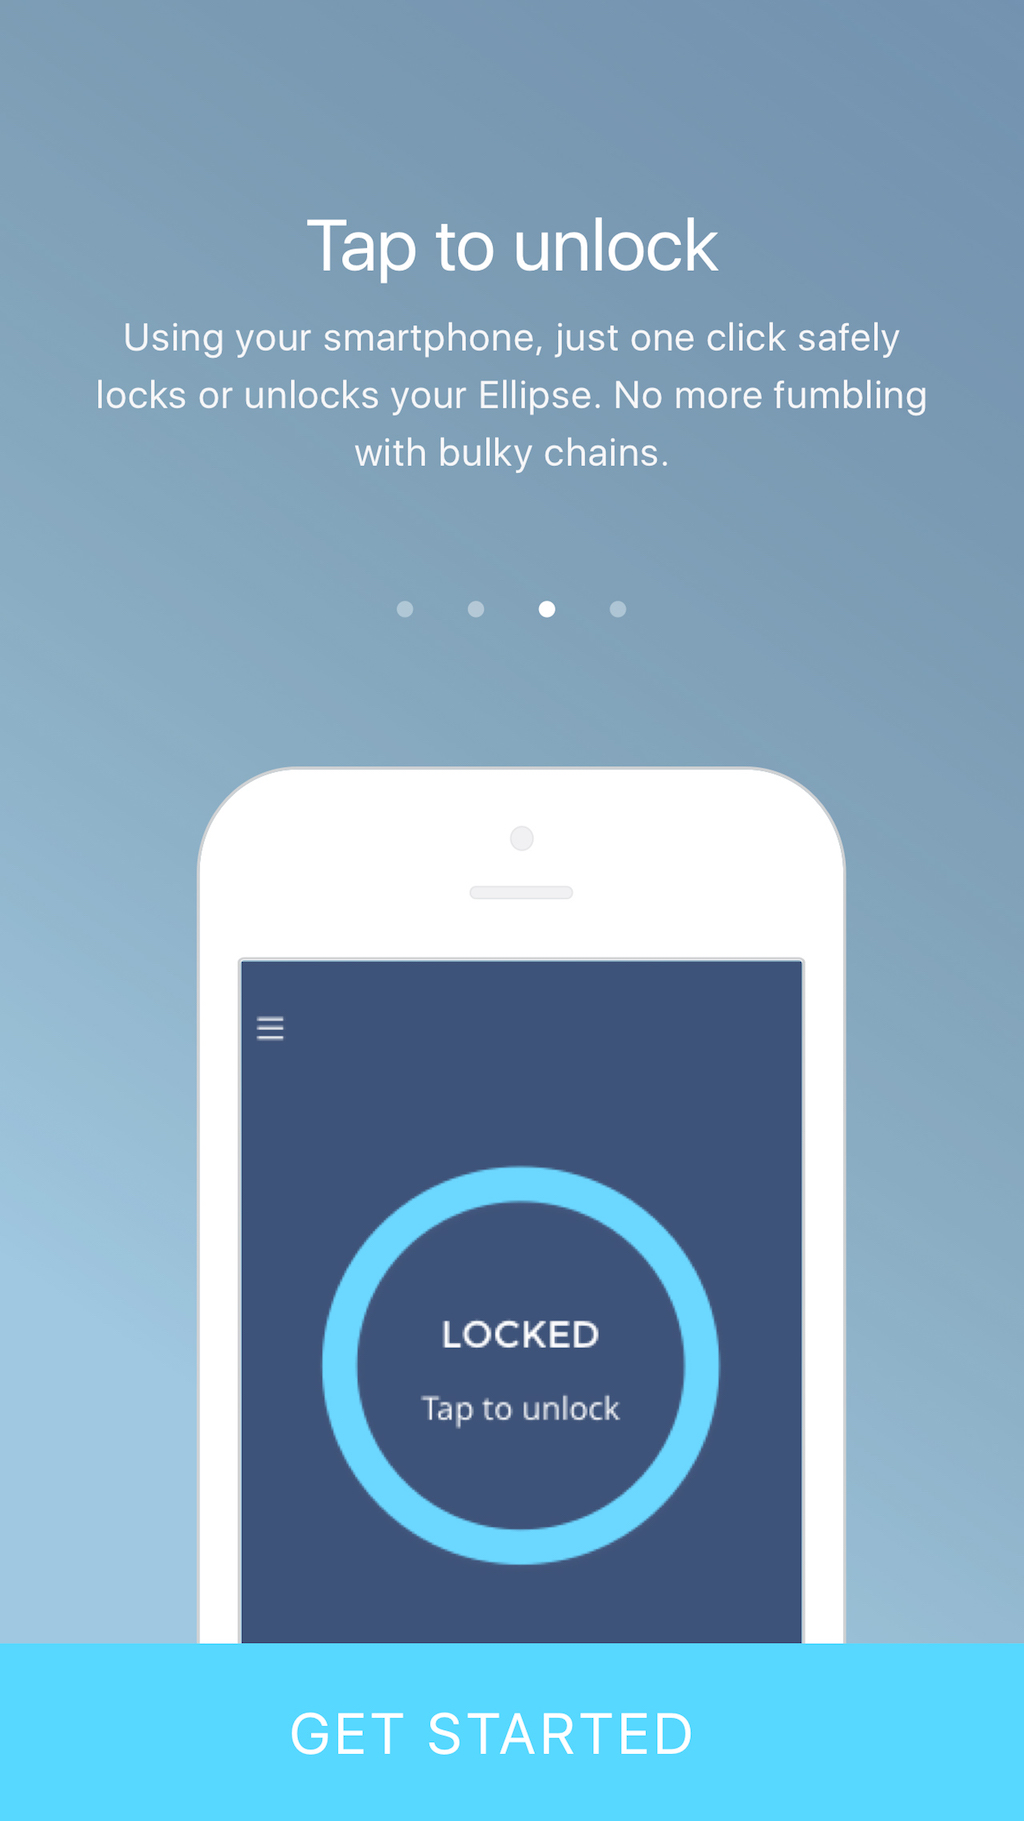 Tap to unlock
Using your smartphone, just one click safely
locks or unlocks your Ellipse. No more fumbling
with bulky chains.
LOCKED
Tap to unlock
GET STARTED